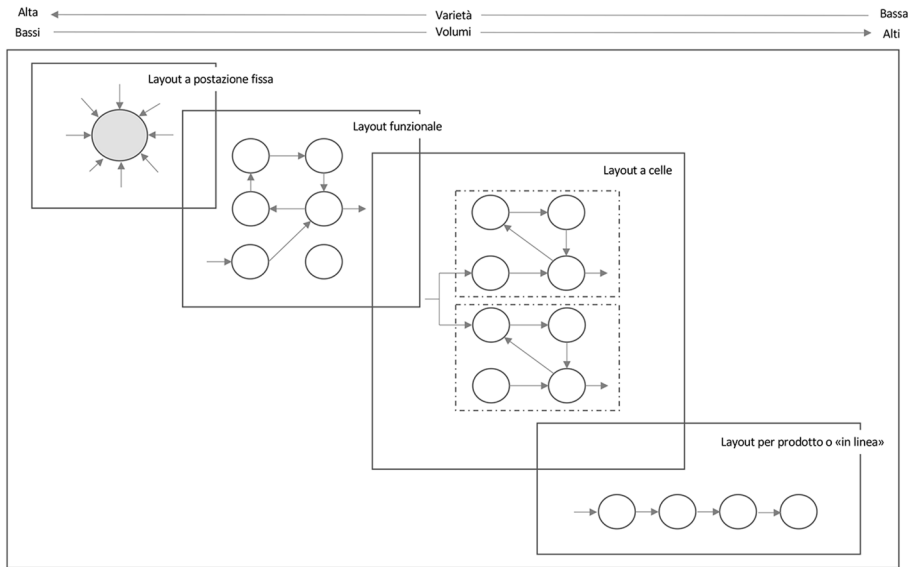 Alta
Varietà
Bassa
Bassi
Volumi
Alti
Layout a postazione fissa
Layout funzionale
Layout a celle
Layout per prodotto o «in linea»